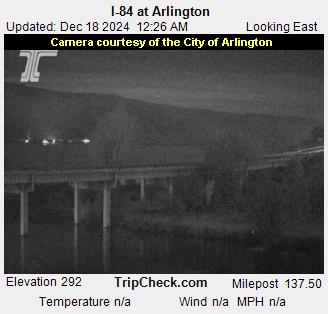 I-84 at Arlington
Updated: Dec 18 2024 12:26 AM Looking East
Camera courtesy of the City of Arlington
Elevation 292 TripCheck.com Milepost 137.50
Temperature n/a Wind n/a MPH n/a